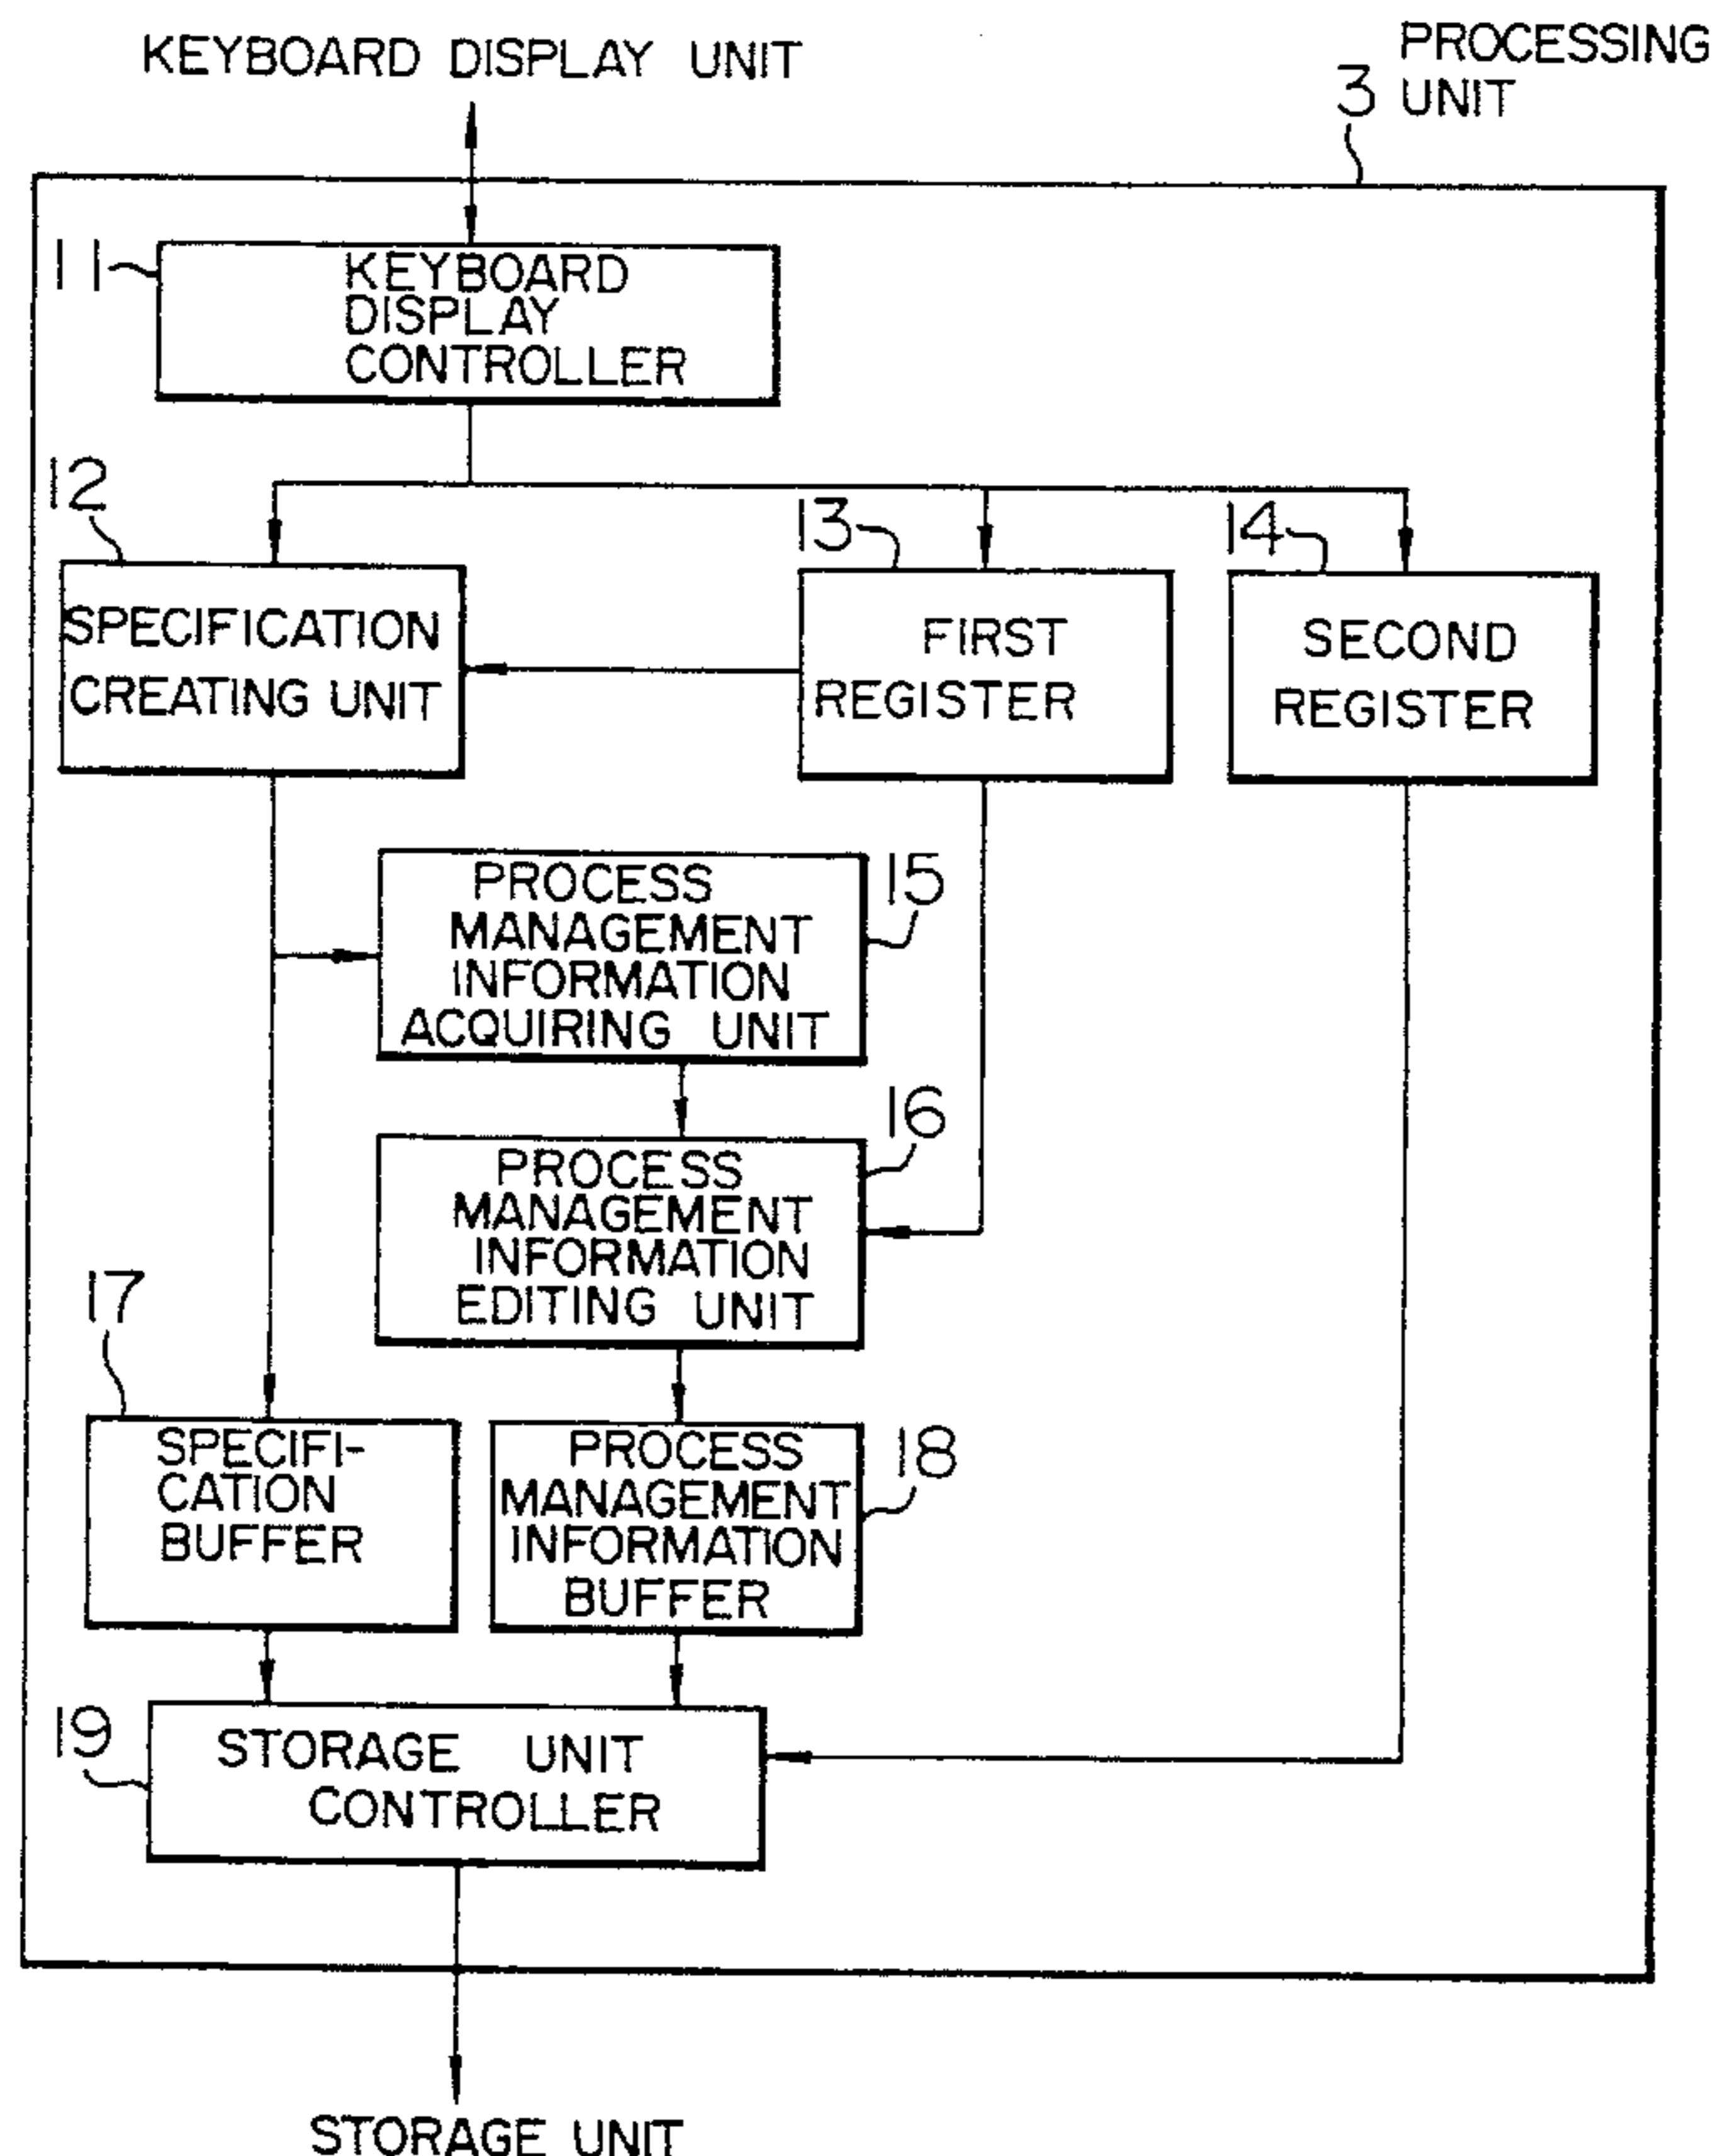 KEYBOARD DISPLAY UNIT
PROCESSING
3 UNIT
11
KEYBOARD
DISPLAY
CONTROLLER
12
13
14
SPECIFICATION
CREATING UNIT
FIRST
REGISTER
SECOND
REGISTER
PROCESS
MANAGEMENT
INFORMATION
ACQUIRING UNIT
15
16
PROCESS
MANAGEMENT
INFORMATION
EDITING UNIT
17
SPECIFI-
CATION
BUFFER
PROCESS
MANAGEMENT
INFORMATION
BUFFER
18
19
STORAGE UNIT
CONTROLLER
STORAGE UNIT